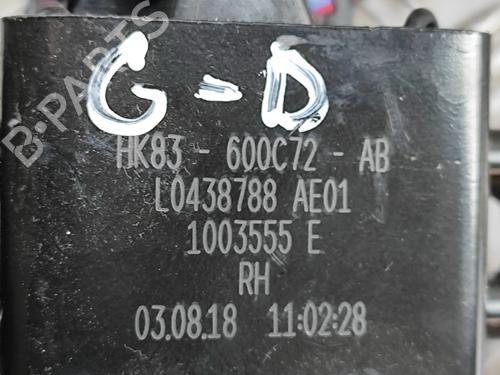 G-D
B-PARTS
HK83 - 600C72 - AB
L0438788 AE01
1003555 E
RH
03.08.18 11:02:28